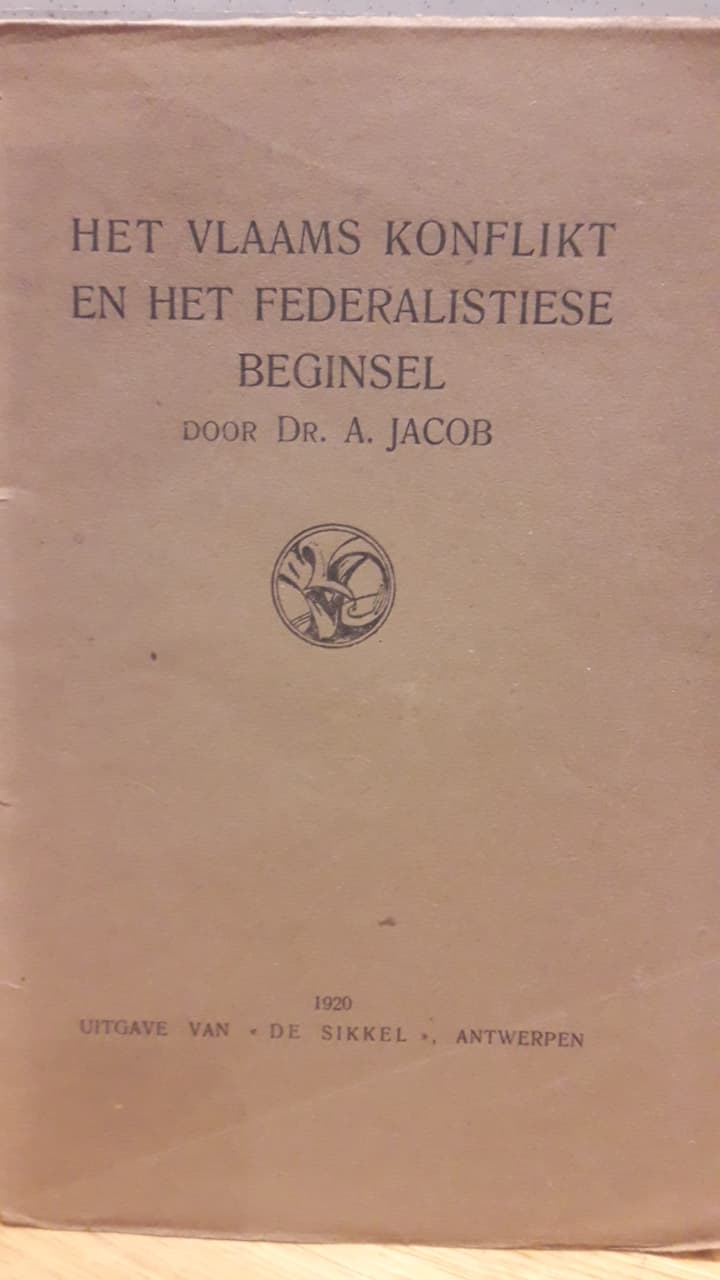 HET VLAAMS KONFLIKT
EN HET FEDERALISTIESE
BEGINSEL
DOOR DR. A. JACOB
1920
UITGAVE VAN « DE SIKKEL », ANTWERPEN